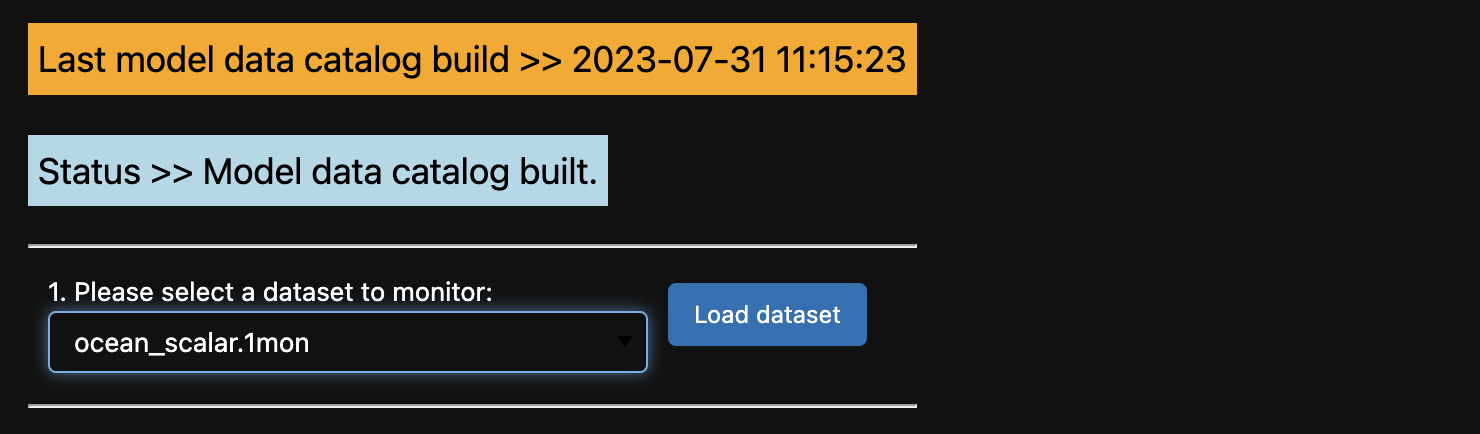 Last model data catalog build >> 2023-07-31 11:15:23
Status >> Model data catalog built.
1. Please select a dataset to monitor:
Load dataset
ocean_scalar.1mon